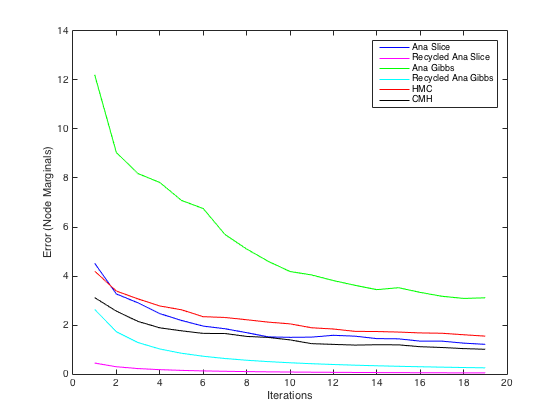 14
12
10
8
6
4
2
0
Error (Node Marginals)
Ana Slice
Recycled Ana Slice
Ana Gibbs
Recycled Ana Gibbs
HMC
CMH
0 2 4 6 8 10 12 14 16 18 20
Iterations